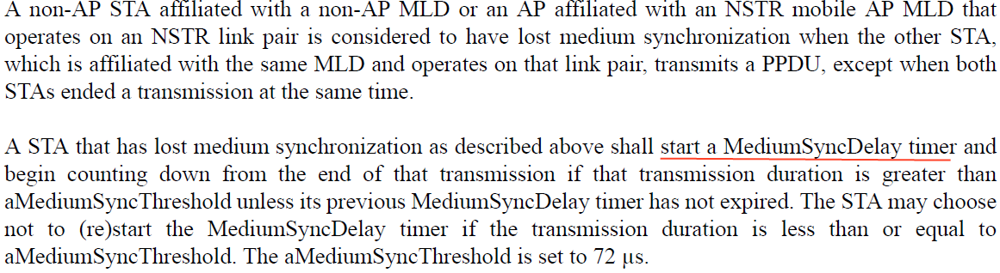 A non-AP STA affiliated with a non-AP MLD or an AP affiliated with an NSTR mobile AP MLD that
operates on an NSTR link pair is considered to have lost medium synchronization when the other STA,
which is affiliated with the same MLD and operates on that link pair, transmits a PPDU, except when both
STAs ended a transmission at the same time.
A STA that has lost medium synchronization as described above shall start a MediumSyncDelay timer and
begin counting down from the end of that transmission if that transmission duration is greater than
aMediumSyncThreshold unless its previous MediumSyncDelay timer has not expired. The STA may choose
not to (re)start the MediumSyncDelay timer if the transmission duration is less than or equal to
aMediumSyncThreshold. The aMediumSyncThreshold is set to 72 μs.